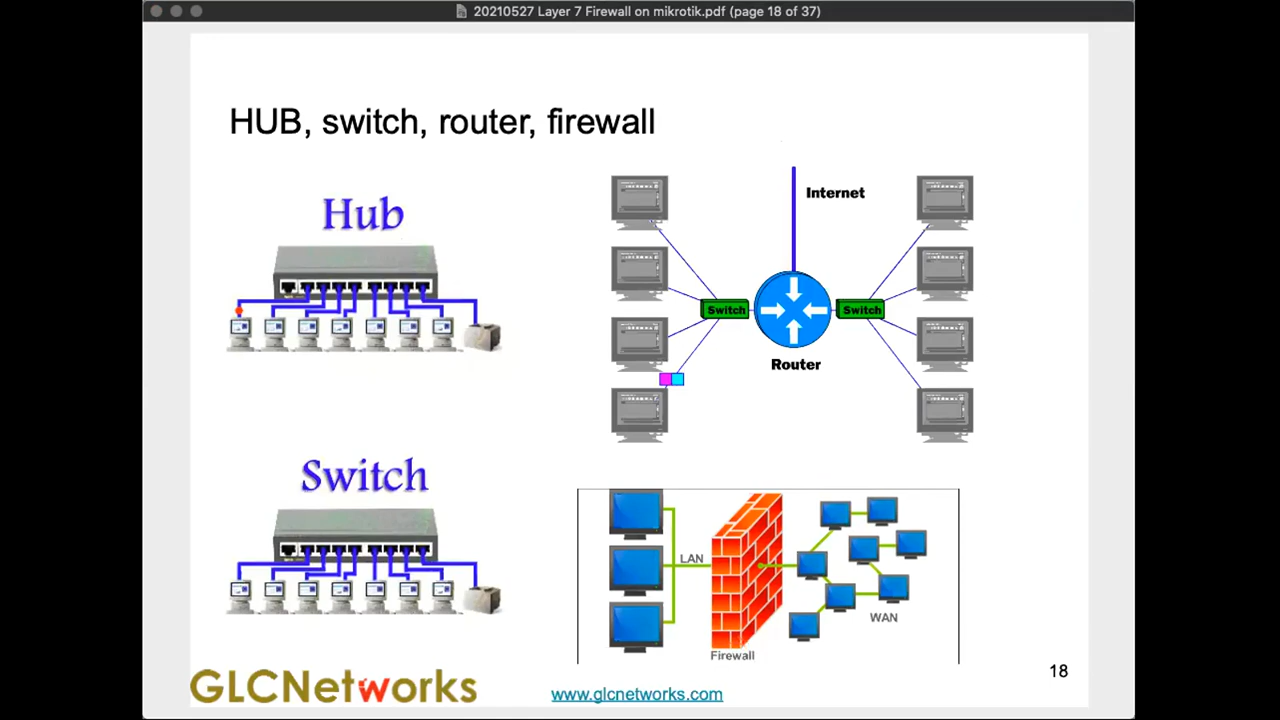 20210527 Layer 7 Firewall on mikrotik.pdf (page 18 of 37)
HUB, switch, router, firewall
Hub
Internet
Switch
Switch
Router
Switch
LAN
WAN
Firewall
18
GLCNetworks
www.glcnetworks.com